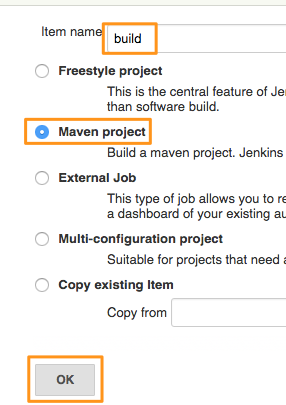 Item name build
Freestyle project
This is the central feature of Je
than software build.
Maven project
Build a maven project. Jenkins
External Job
This type of job allows you to re
a dashboard of your existing au
Multi-configuration project
Suitable for projects that need a
Copy existing Item
Copy from
OK